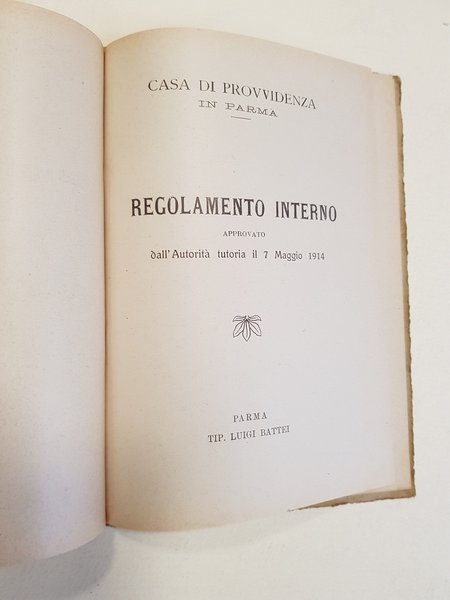 CASA DI PROVVIDENZA
IN PARMA
REGOLAMENTO INTERNO
APPROVATO
dall'Autorità tutoria il 7 Maggio 1914
PARMA
TIP. LUIGI BATTEI